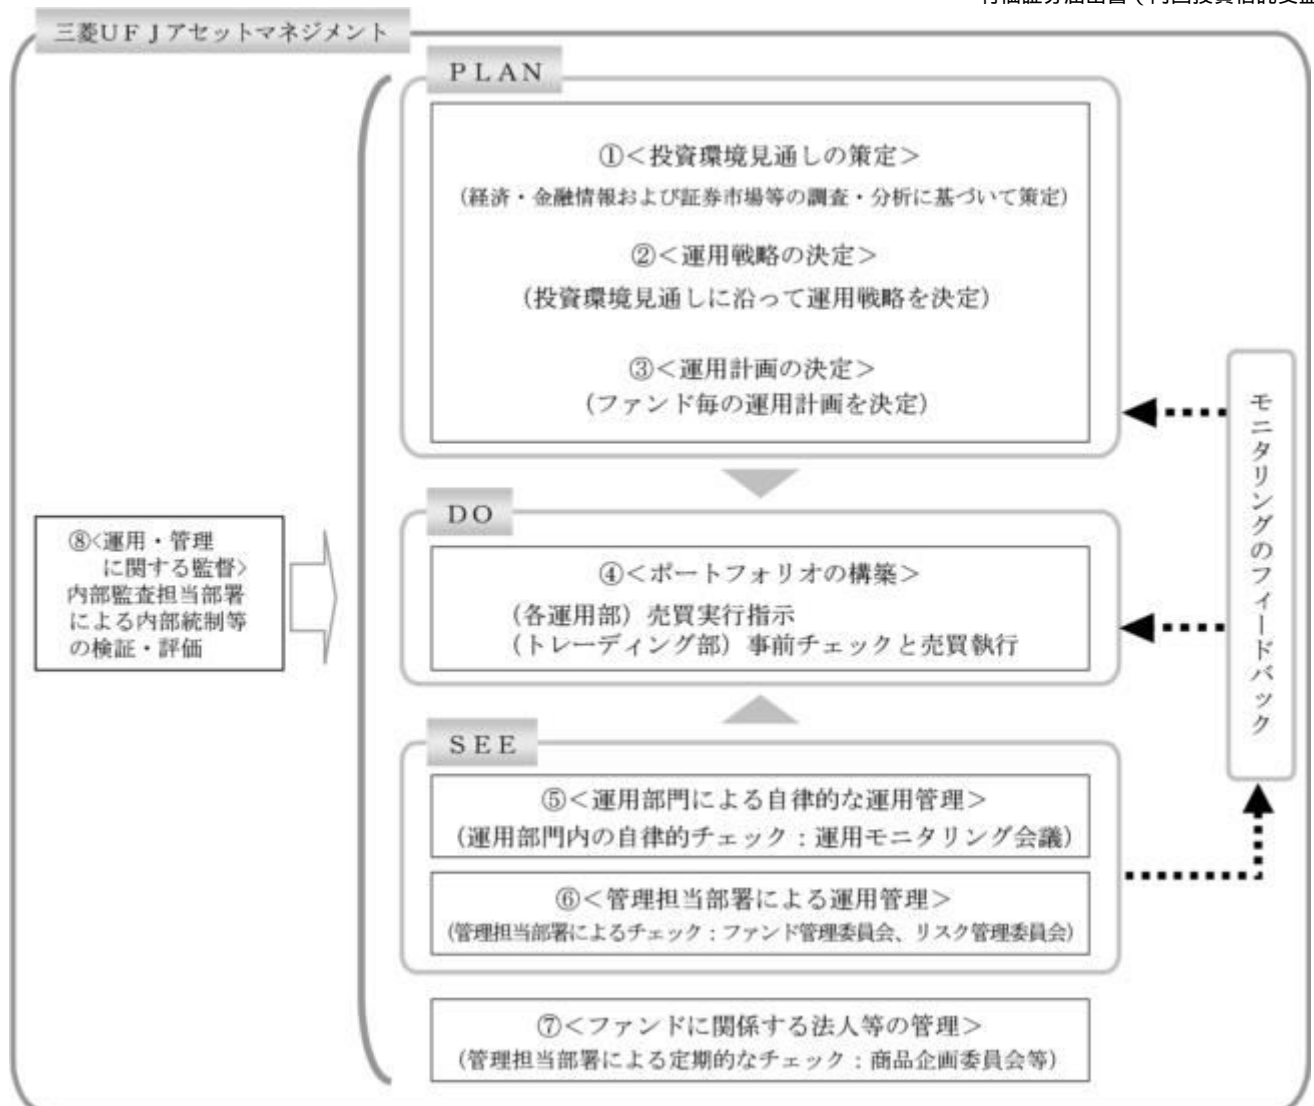 三菱UFJアセットマネジメント
PLAN
①<投資環境見通しの策定>
(経済・金融情報および証券市場等の調査・分析に基づいて策定)
②<運用戦略の決定>
(投資環境見通しに沿って運用戦略を決定)
③<運用計画の決定>
(ファンド毎の運用計画を決定)
DO
④<ポートフォリオの構築>
(各運用部)売買実行指示
(トレーディング部)事前チェックと売買執行
SEE
⑤<運用部門による自律的な運用管理>
(運用部門内の自律的チェック:運用モニタリング会議)
⑥<管理担当部署による運用管理>
(管理担当部署によるチェック:ファンド管理委員会、リスク管理委員会)
⑦<ファンドに関係する法人等の管理>
(管理担当部署による定期的なチェック:商品企画委員会等)
⑧<運用・管理
に関する監督>
内部監査担当部署
による内部統制等
の検証・評価
モニタリングのフィードバック